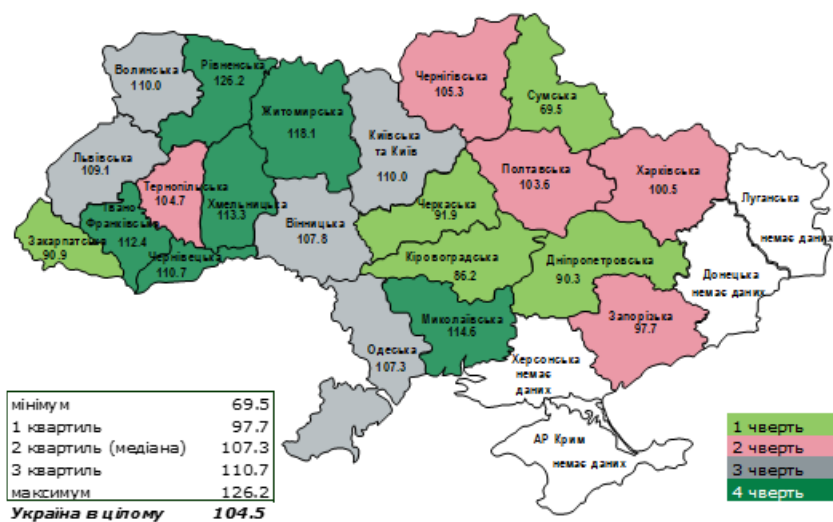 Волинська
110.0
Рівненська
126.2
Житомирська
118.1
Київська
та Київ
110.0
Чернігівська
105.3
Сумська
69.5
Львівська
109.1
Тернопільська
104.7
Хмельницька
113.3
Вінницька
107.8
Черкаська
91.9
Полтавська
103.6
Харківська
100.5
Луганська
немає даних
Закарпатська
90.9
Івано
Франківська
112.4
Чернівецька
110.7
Кіровоградська
86.2
Дніпропетровська
90.3
Донецька
немає даних
Миколаївська
114.6
Запорізька
97.7
Одеська
107.3
Херсонська
немає
даних
АР Крим
немає даних
мінімум 69.5
1 квартиль 97.7
2 квартиль (медіана) 107.3
3 квартиль 110.7
максимум 126.2
Україна в цілому 104.5
1 чверть
2 чверть
3 чверть
4 чверть